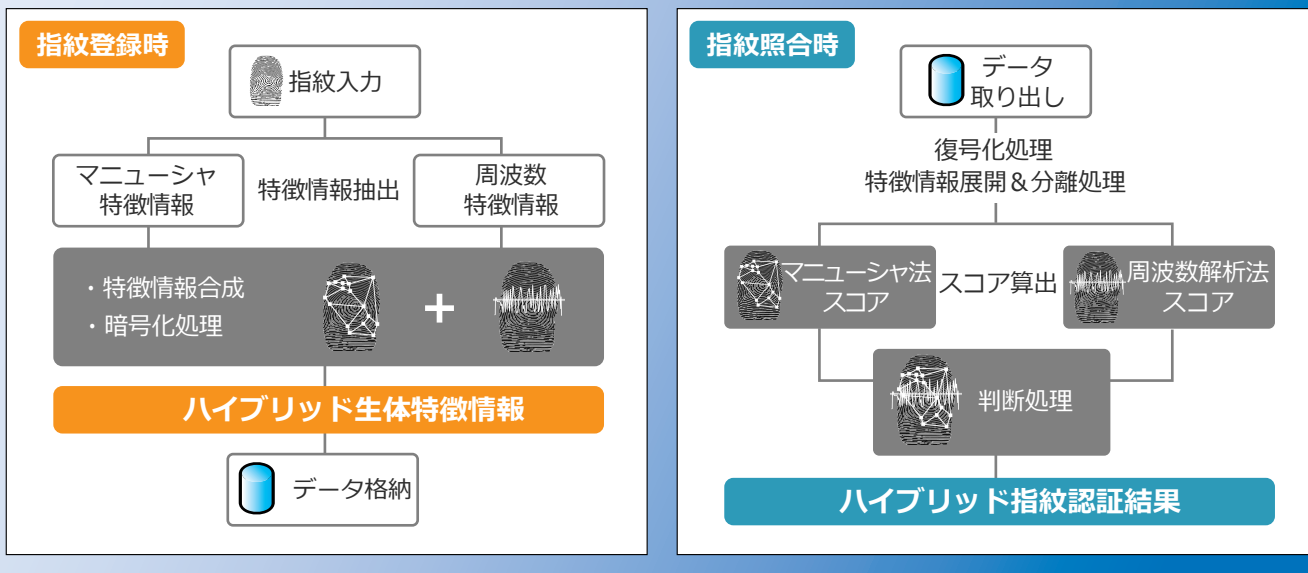 指紋登録時
指紋入力
マニューシャ
特徴情報
特徴情報抽出
周波数
特徴情報
・特徴情報合成
・暗号化処理
+
ハイブリッド生体特徴情報
データ格納
指紋照合時
データ
取り出し
復号化処理
特徴情報展開&分離処理
マニューシャ法
スコア
スコア算出
周波数解析法
スコア
判断処理
ハイブリッド指紋認証結果